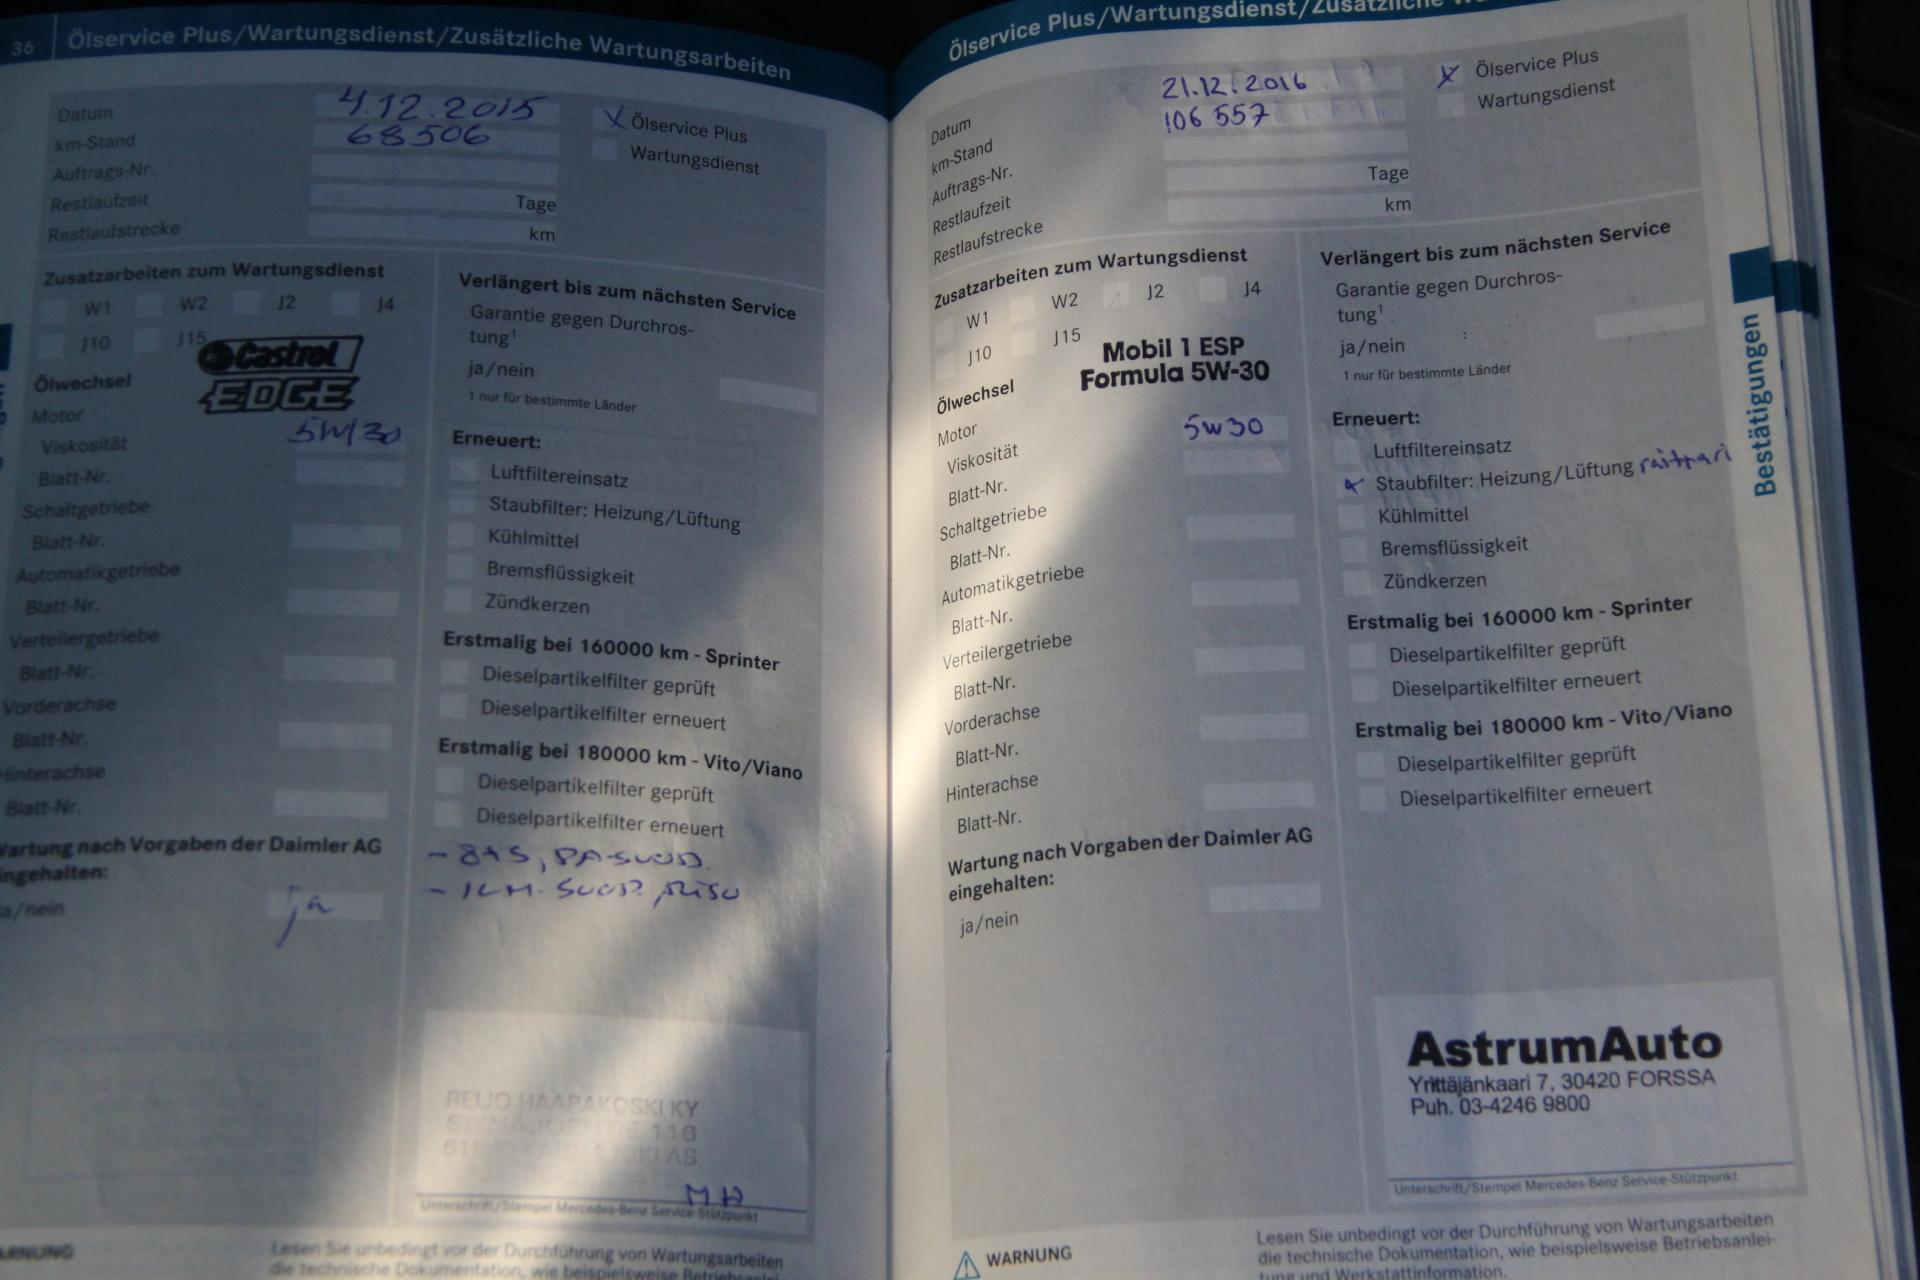 36 Ölservice Plus/Wartungsdienst/Zusätzliche Wartungsarbeiten
Datum 4.12.2015
km-Stand 68506
Auftrags-Nr.
Restlaufzeit Tage
Restlaufstrecke km
X Ölservice Plus
Wartungsdienst
Zusatzarbeiten zum Wartungsdienst
W1 W2 J2 J4
J10 J15
Castrol
EDGE
Ölwechsel
Motor
Viskosität 5W30
Blatt-Nr.
Schaltgetriebe
Blatt-Nr.
Automatikgetriebe
Blatt-Nr.
Verteilergetriebe
Blatt-Nr.
Vorderachse
Blatt-Nr.
Hinterachse
Blatt-Nr.
Wartung nach Vorgaben der Daimler AG
eingehalten:
ja/nein ja
Verlängert bis zum nächsten Service
Garantie gegen Durchros-
tung¹
ja/nein
1 nur für bestimmte Länder
Erneuert:
Luftfiltereinsatz
Staubfilter: Heizung/Lüftung
Kühlmittel
Bremsflüssigkeit
Zündkerzen
Erstmalig bei 160000 km - Sprinter
Dieselpartikelfilter geprüft
Dieselpartikelfilter erneuert
Erstmalig bei 180000 km - Vito/Viano
Dieselpartikelfilter geprüft
Dieselpartikelfilter erneuert
REIJO HAAPAKOSKI KY
116
Unterschrift/Stempel Mercedes-Benz Service-Stützpunkt
WARNUNG
Lesen Sie unbedingt vor der Durchführung von Wartungsarbeiten
die technische Dokumentation, wie beispielsweise Betriebsanlei-
Ölservice Plus/Wartungsdienst/Zusätzliche
Datum 21.12.2016
km-Stand 106 557
Auftrags-Nr.
Restlaufzeit Tage
Restlaufstrecke km
X Ölservice Plus
Wartungsdienst
Zusatzarbeiten zum Wartungsdienst
W1 W2 J2 J4
J10 J15
Mobil 1 ESP
Formula 5W-30
Ölwechsel
Motor
Viskosität 5W30
Blatt-Nr.
Schaltgetriebe
Blatt-Nr.
Automatikgetriebe
Blatt-Nr.
Verteilergetriebe
Blatt-Nr.
Vorderachse
Blatt-Nr.
Hinterachse
Blatt-Nr.
Wartung nach Vorgaben der Daimler AG
eingehalten:
ja/nein
Verlängert bis zum nächsten Service
Garantie gegen Durchros-
tung¹
ja/nein
1 nur für bestimmte Länder
Erneuert:
Luftfiltereinsatz
x Staubfilter: Heizung/Lüftung
Kühlmittel
Bremsflüssigkeit
Zündkerzen
Erstmalig bei 160000 km - Sprinter
Dieselpartikelfilter geprüft
Dieselpartikelfilter erneuert
Erstmalig bei 180000 km - Vito/Viano
Dieselpartikelfilter geprüft
Dieselpartikelfilter erneuert
AstrumAuto
Yrittäjänkaari 7, 30420 FORSSA
Puh. 03-4246 9800
Unterschrift/Stempel Mercedes-Benz Service-Stützpunkt
WARNUNG
Lesen Sie unbedingt vor der Durchführung von Wartungsarbeiten
die technische Dokumentation, wie beispielsweise Betriebsanlei-
tung und Werkstattinformation.
Bestätigungen